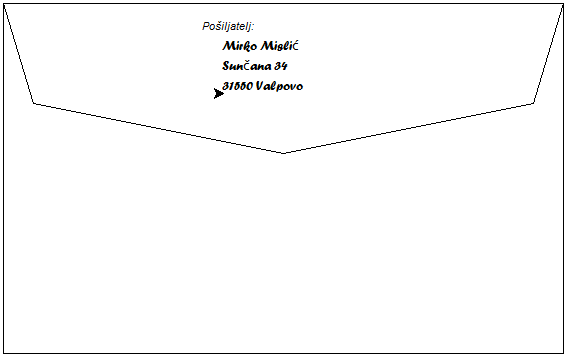 Pošiljatelj:
Mirko Mislić
Sunčana 34
31550 Valpovo